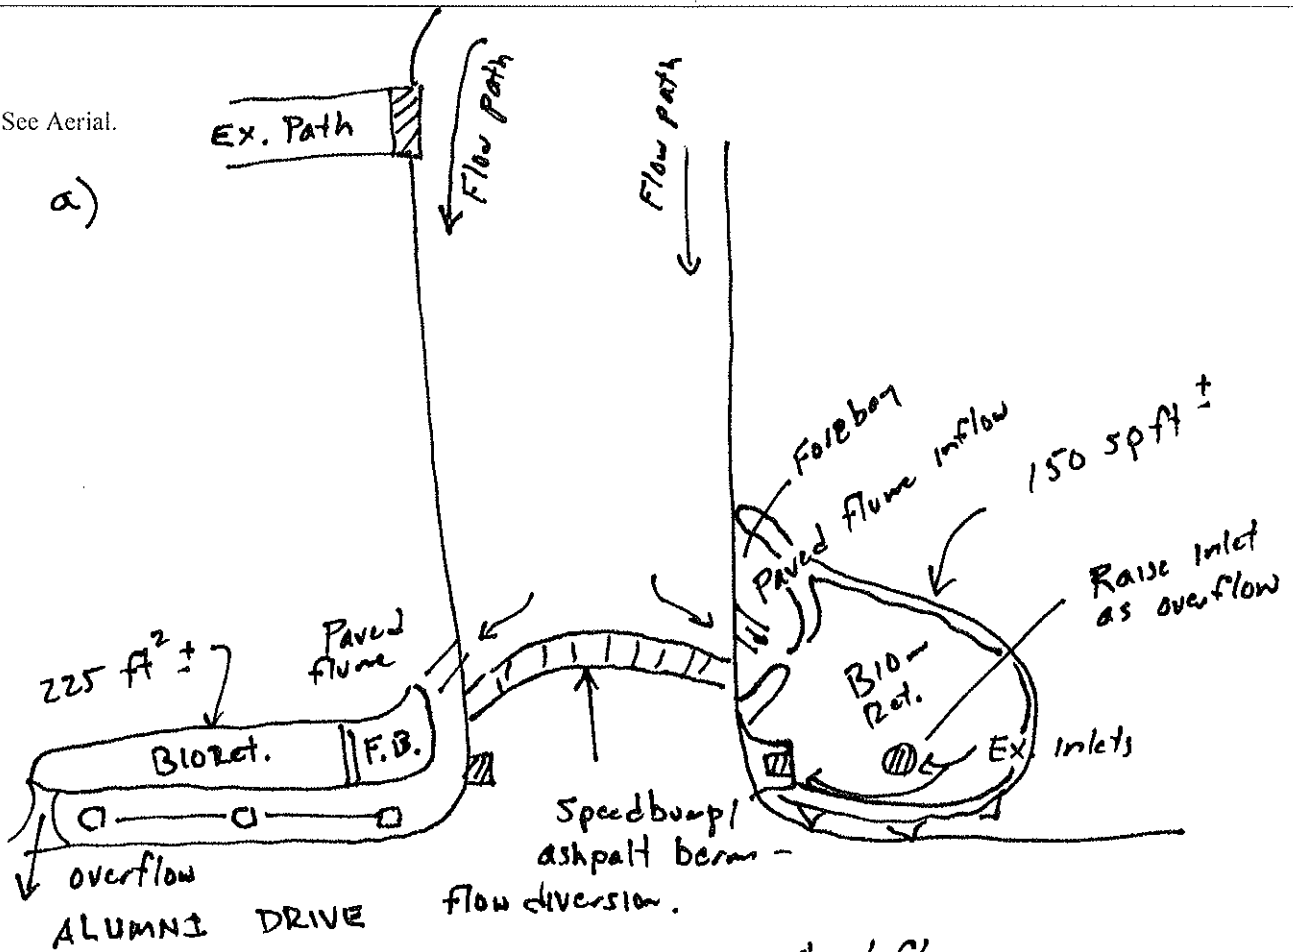 See Aerial.
a)
Ex. Path
Flow path
Flow path
Forebay
Paved flume inflow
150 sqft ±
Raise inlet
as overflow
225 ft² ±
Paved
flume
BIORet.
F.B.
BIO-
Ret.
Ex. Inlets
Speedbump/
ashpalt berm -
flow diversion.
overflow
ALUMNI DRIVE